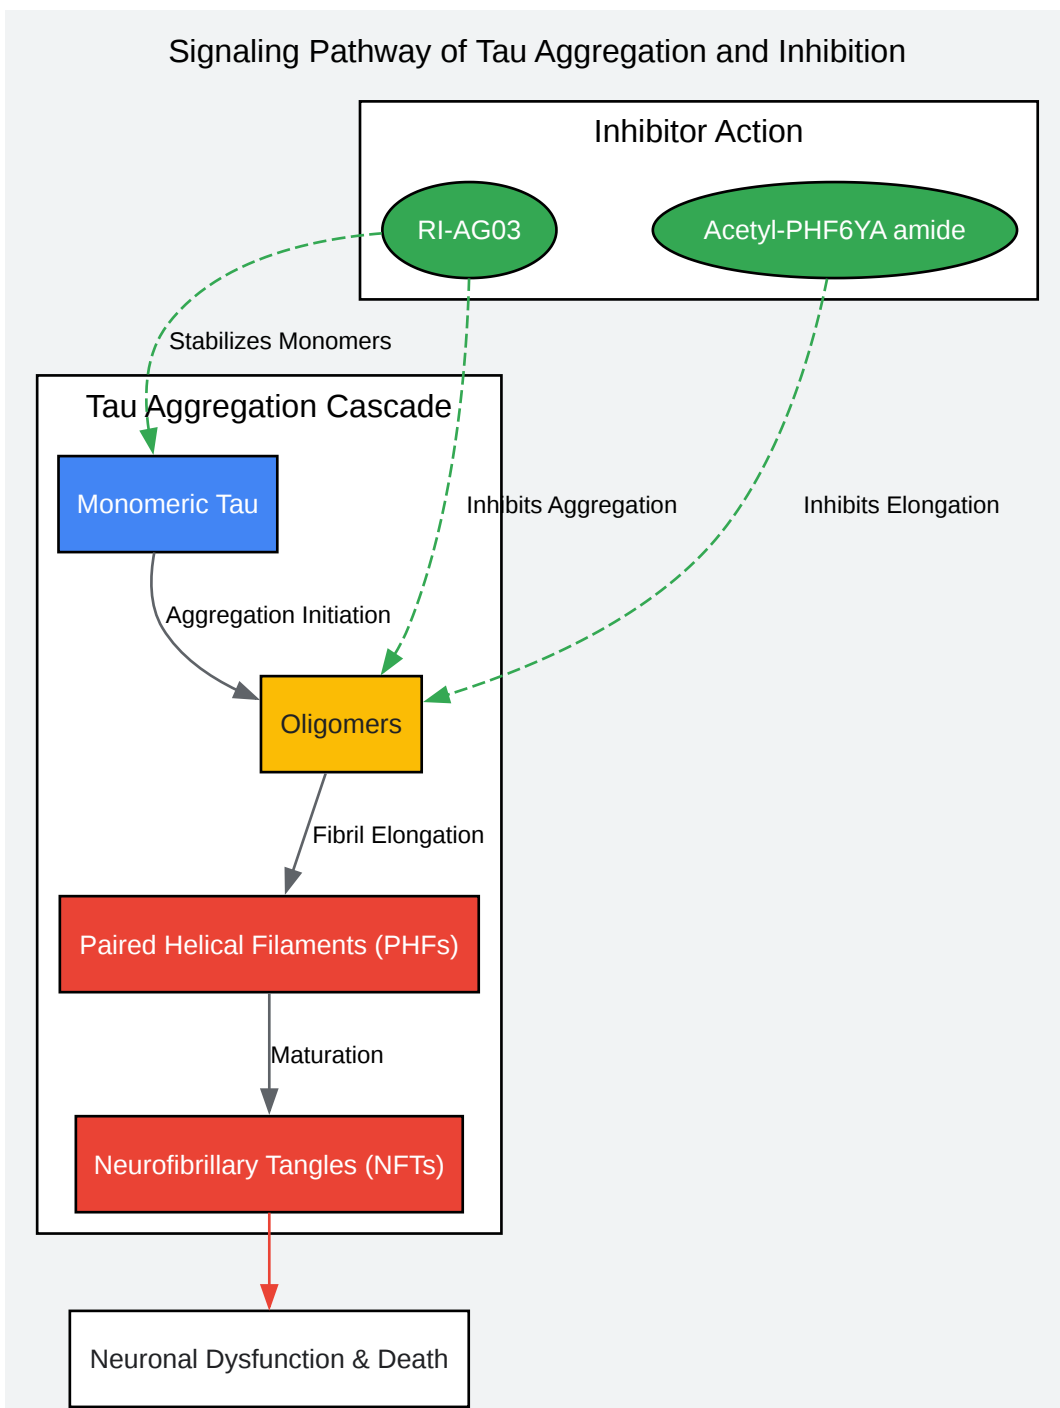 Signaling Pathway of Tau Aggregation and Inhibition
Inhibitor Action
RI-AG03
Acetyl-PHF6YA amide
Stabilizes Monomers
Tau Aggregation Cascade
Monomeric Tau
Inhibits Aggregation
Inhibits Elongation
Aggregation Initiation
Oligomers
Fibril Elongation
Paired Helical Filaments (PHFs)
Maturation
Neurofibrillary Tangles (NFTs)
Neuronal Dysfunction & Death